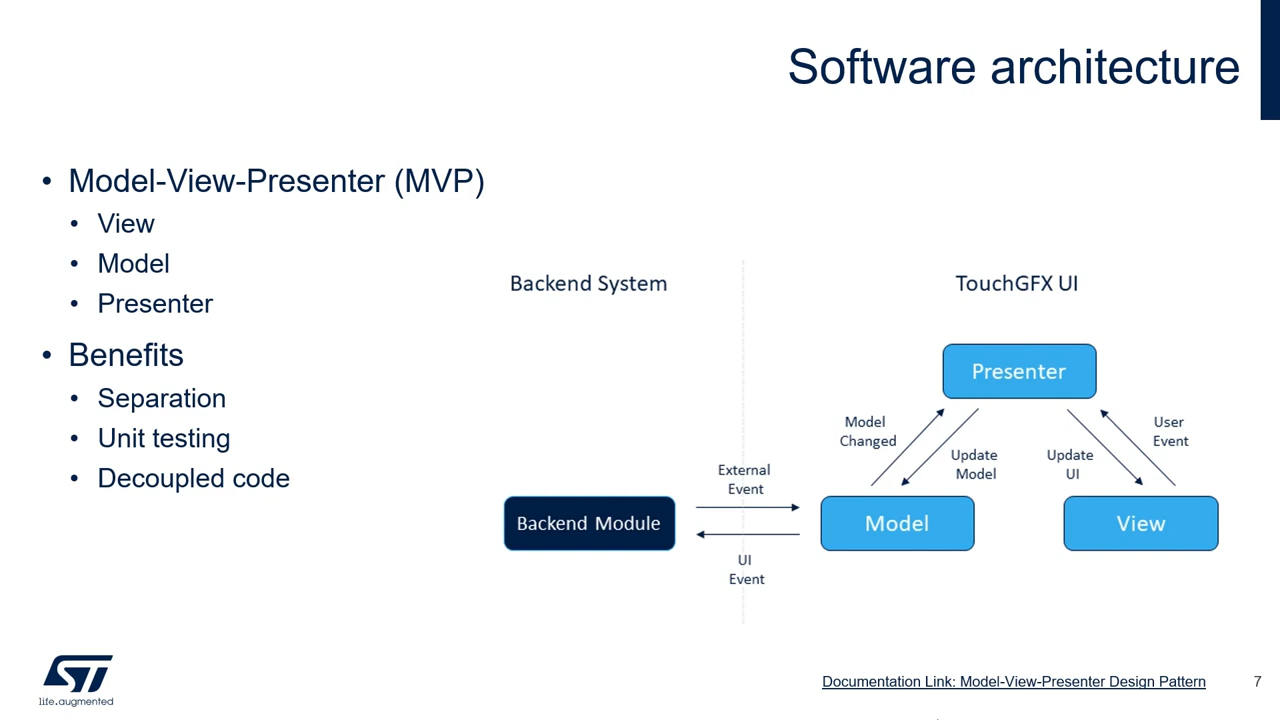 Software architecture
• Model-View-Presenter (MVP)
• View
• Model
• Presenter
• Benefits
• Separation
• Unit testing
• Decoupled code
Backend System
TouchGFX UI
Presenter
Model
Changed
Update
Model
Update
UI
User
Event
External
Event
Backend Module
Model
View
UI
Event
ST
life.augmented
Documentation Link: Model-View-Presenter Design Pattern
7